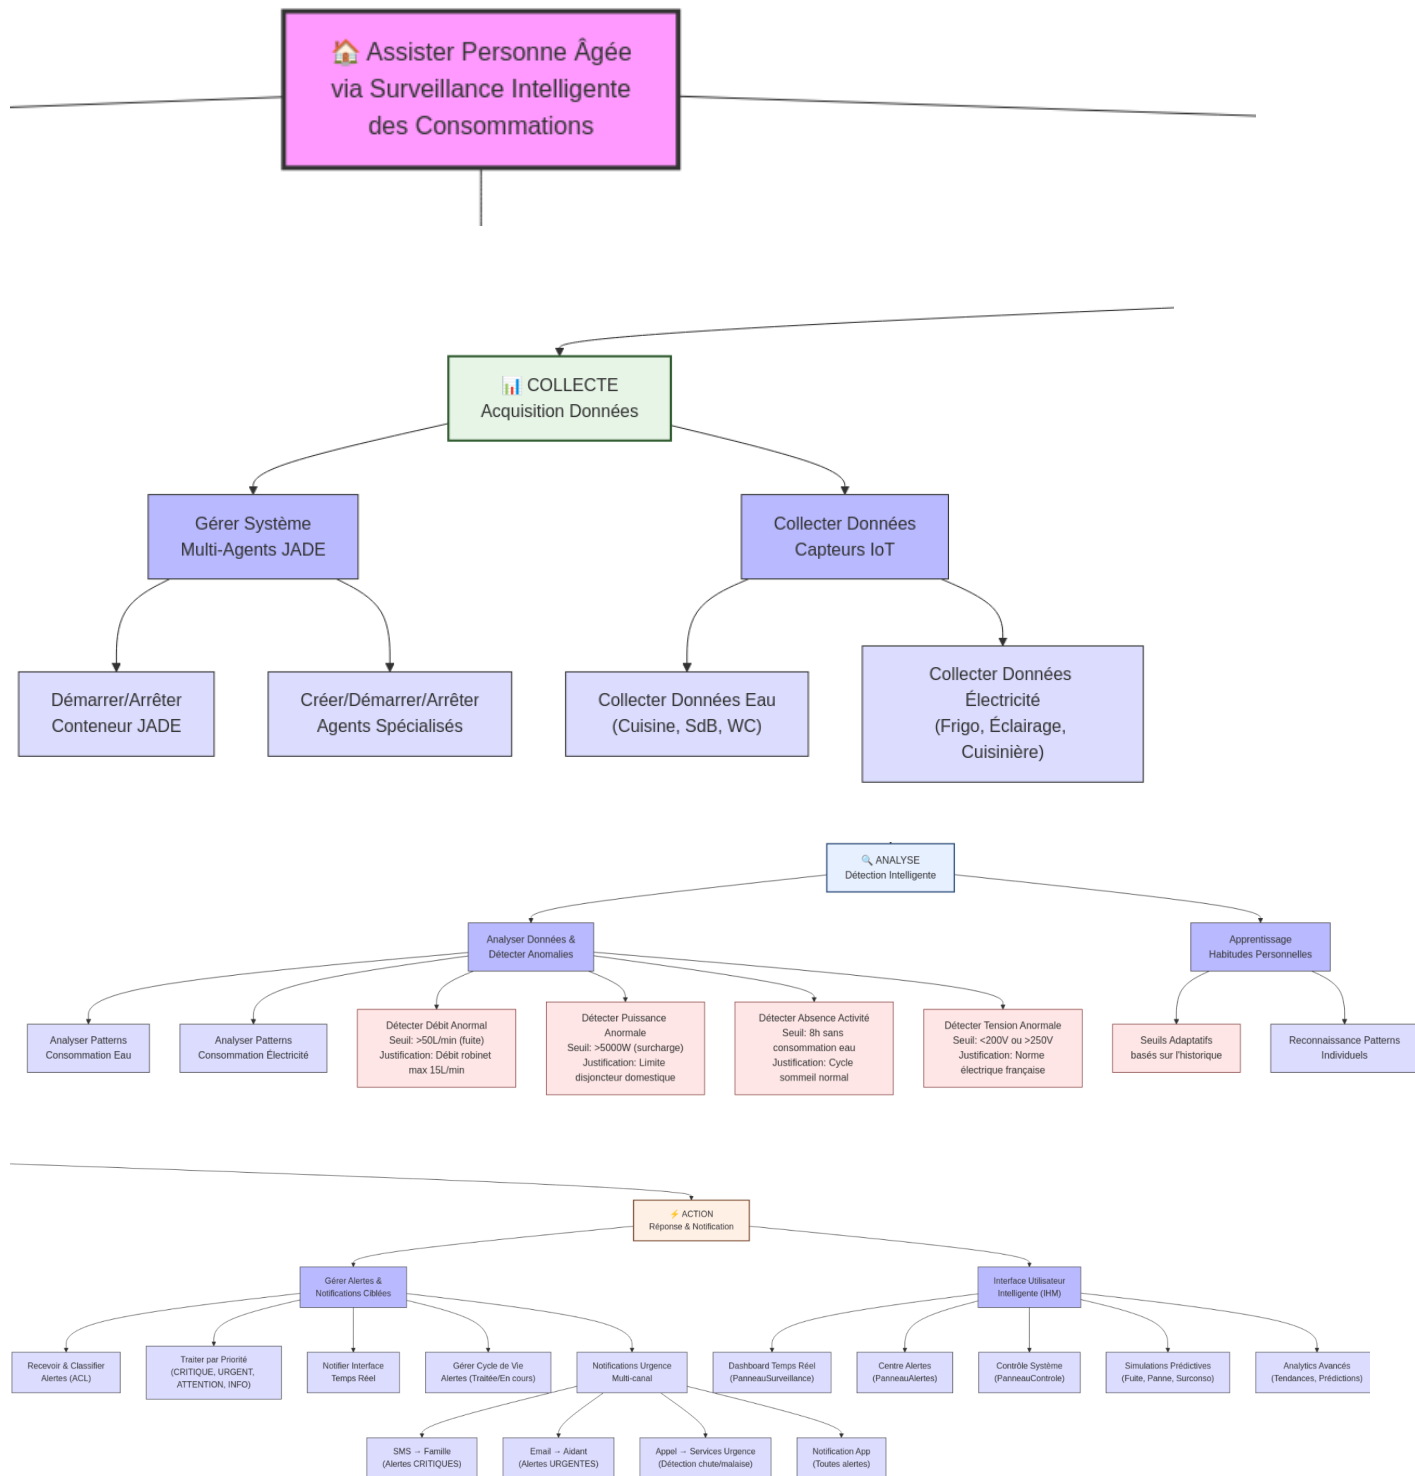 🏠 Assister Personne Âgée
via Surveillance Intelligente
des Consommations
📊 COLLECTE
Acquisition Données
Gérer Système
Multi-Agents JADE
Collecter Données
Capteurs IoT
Démarrer/Arrêter
Conteneur JADE
Créer/Démarrer/Arrêter
Agents Spécialisés
Collecter Données Eau
(Cuisine, SdB, WC)
Collecter Données
Électricité
(Frigo, Éclairage,
Cuisinière)
🔍 ANALYSE
Détection Intelligente
Analyser Données &
Détecter Anomalies
Apprentissage
Habitudes Personnelles
Analyser Patterns
Consommation Eau
Analyser Patterns
Consommation Électricité
Détecter Débit Anormal
Seuil: >50L/min (fuite)
Justification: Débit robinet
max 15L/min
Détecter Puissance
Anormale
Seuil: >5000W (surcharge)
Justification: Limite
disjoncteur domestique
Détecter Absence Activité
Seuil: 8h sans
consommation eau
Justification: Cycle
sommeil normal
Détecter Tension Anormale
Seuil: <200V ou >250V
Justification: Norme
électrique française
Seuils Adaptatifs
basés sur l'historique
Reconnaissance Patterns
Individuels
⚡ ACTION
Réponse & Notification
Gérer Alertes &
Notifications Ciblées
Interface Utilisateur
Intelligente (IHM)
Recevoir & Classifier
Alertes (ACL)
Traiter par Priorité
(CRITIQUE, URGENT,
ATTENTION, INFO)
Notifier Interface
Temps Réel
Gérer Cycle de Vie
Alertes (Traitée/En cours)
Notifications Urgence
Multi-canal
Dashboard Temps Réel
(PanneauSurveillance)
Centre Alertes
(PanneauAlertes)
Contrôle Système
(PanneauControle)
Simulations Prédictives
(Fuite, Panne, Surconso)
Analytics Avancés
(Tendances, Prédictions)
SMS → Famille
(Alertes CRITIQUES)
Email → Aidant
(Alertes URGENTES)
Appel → Services Urgence
(Détection chute/malaise)
Notification App
(Toutes alertes)